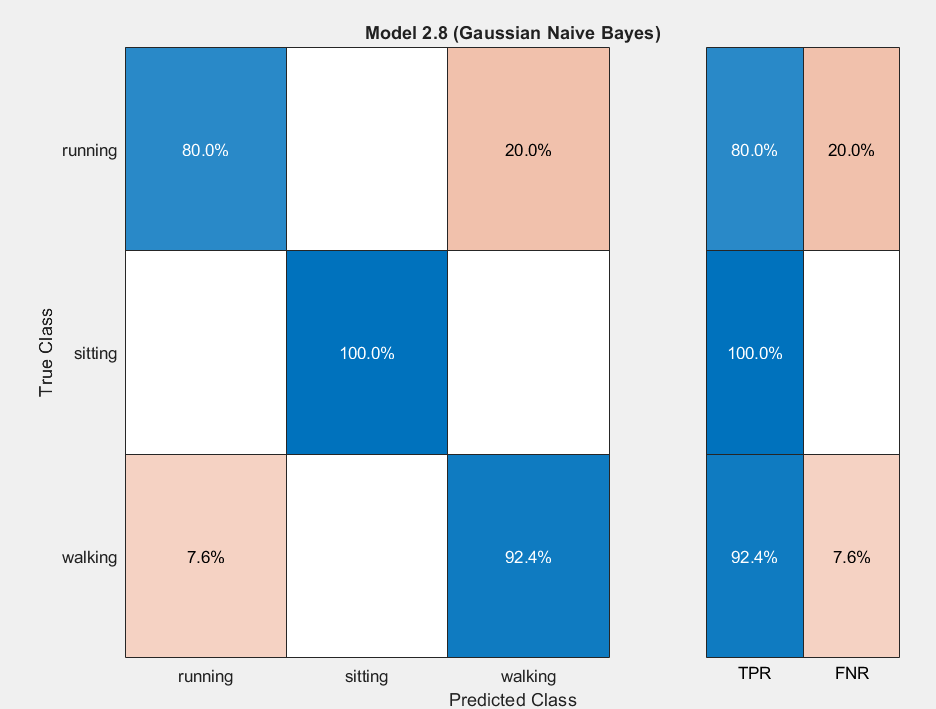 Model 2.8 (Gaussian Naive Bayes)
True Class
running
80.0%
20.0%
80.0%
20.0%
sitting
100.0%
100.0%
walking
7.6%
92.4%
92.4%
7.6%
running
sitting
walking
TPR
FNR
Predicted Class